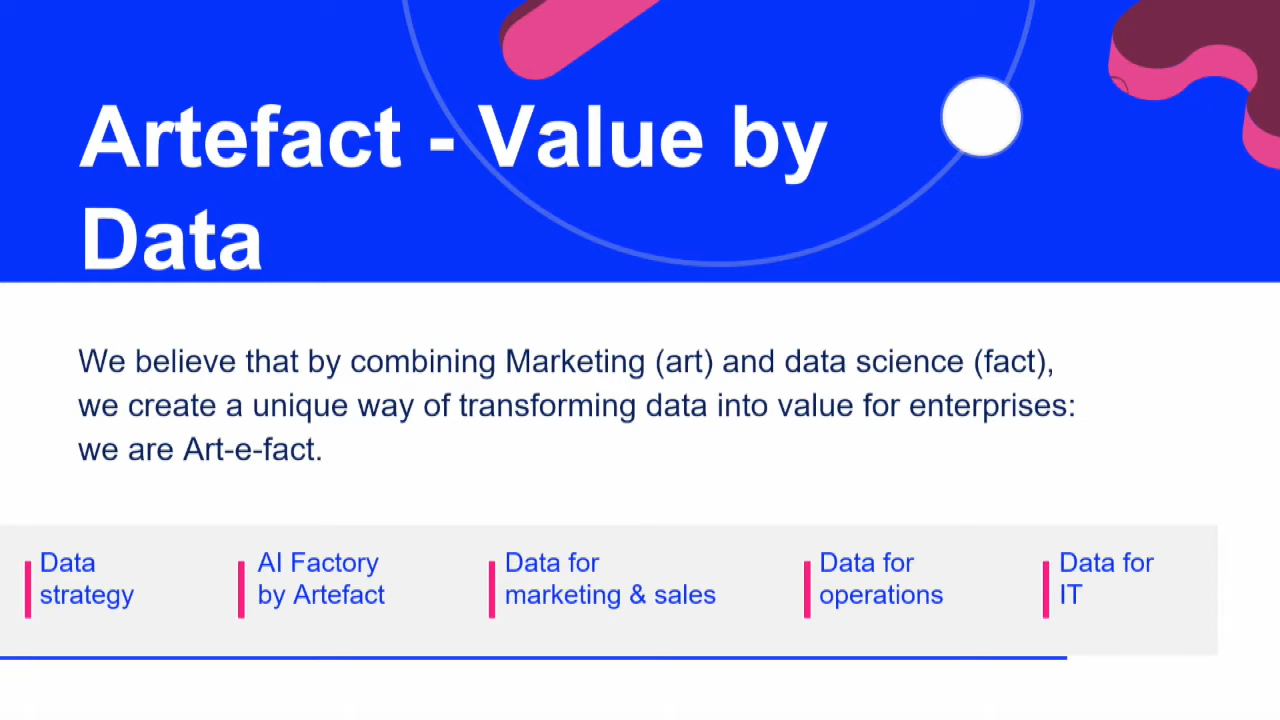 Artefact - Value by
Data
We believe that by combining Marketing (art) and data science (fact),
we create a unique way of transforming data into value for enterprises:
we are Art-e-fact.
Data
strategy
AI Factory
by Artefact
Data for
marketing & sales
Data for
operations
Data for
IT